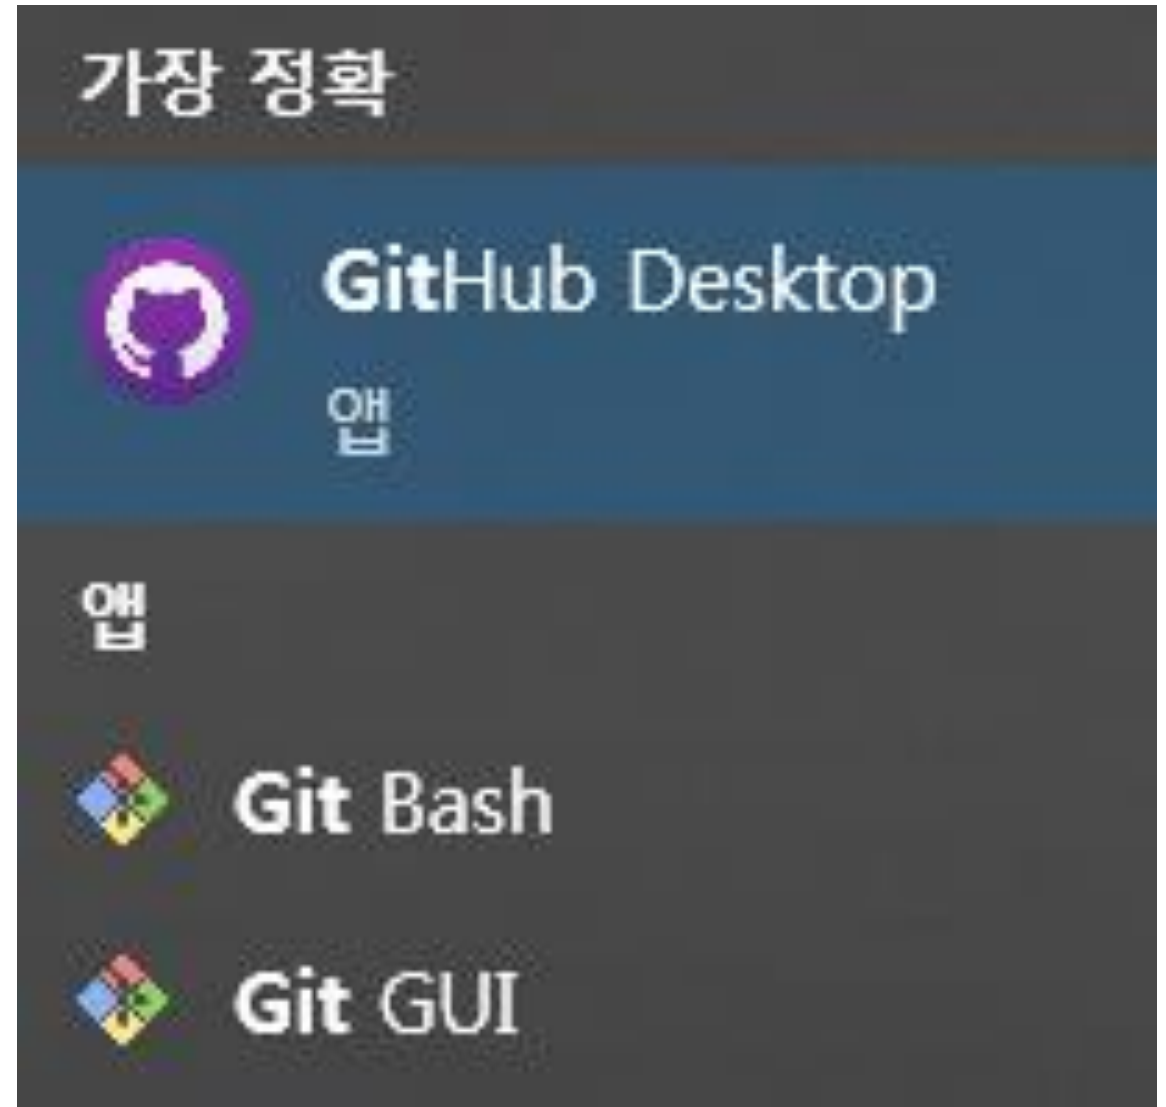 가장 정확
GitHub Desktop
앱
앱
Git Bash
Git GUI